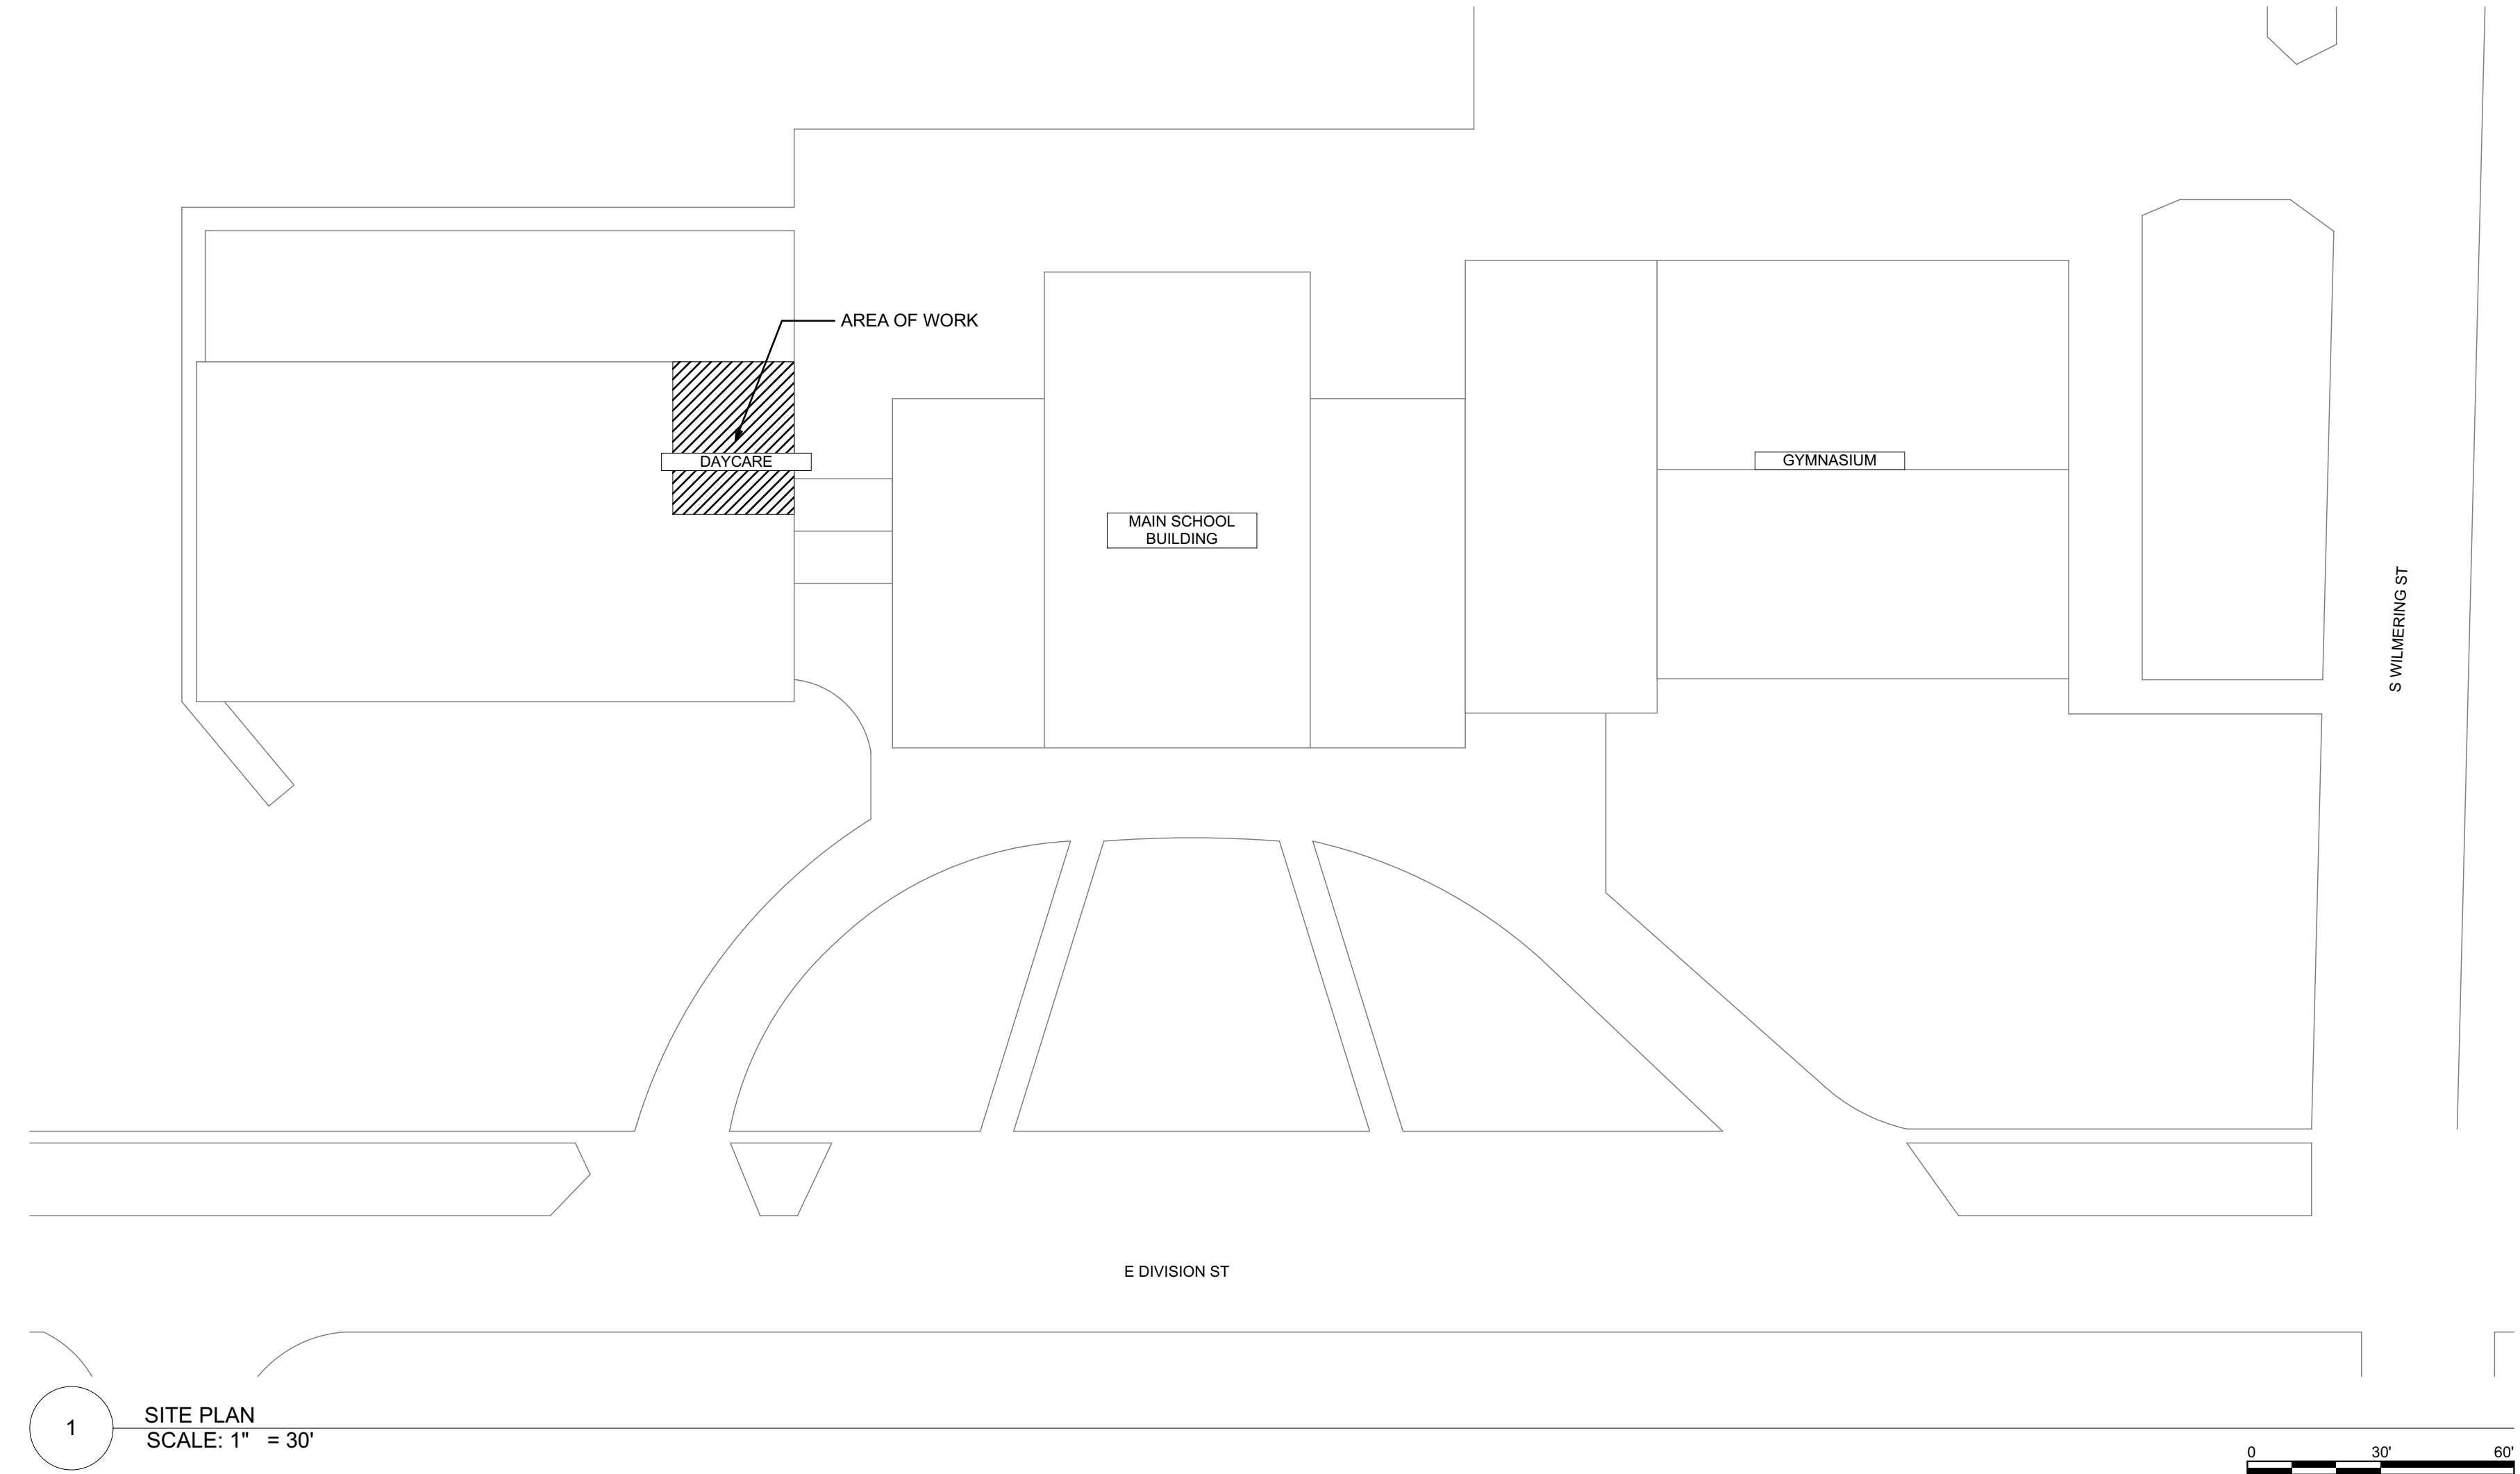 AREA OF WORK
DAYCARE
GYMNASIUM
MAIN SCHOOL
BUILDING
S WILMERING ST
E DIVISION ST
1
SITE PLAN
SCALE: 1" = 30'
0 30' 60'